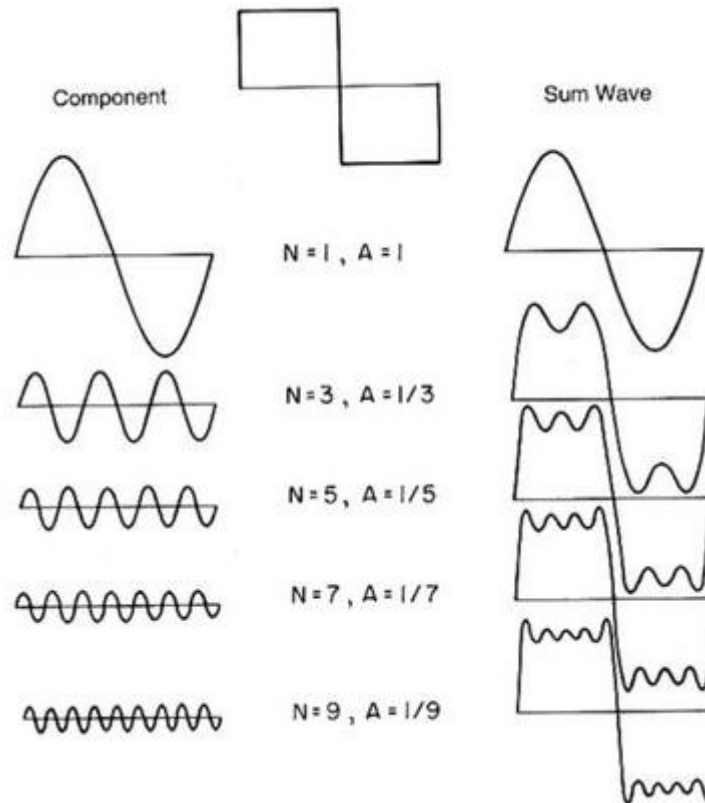 Component
Sum Wave
N=1, A=1
N=3, A=1/3
N=5, A=1/5
N=7, A=1/7
N=9, A=1/9